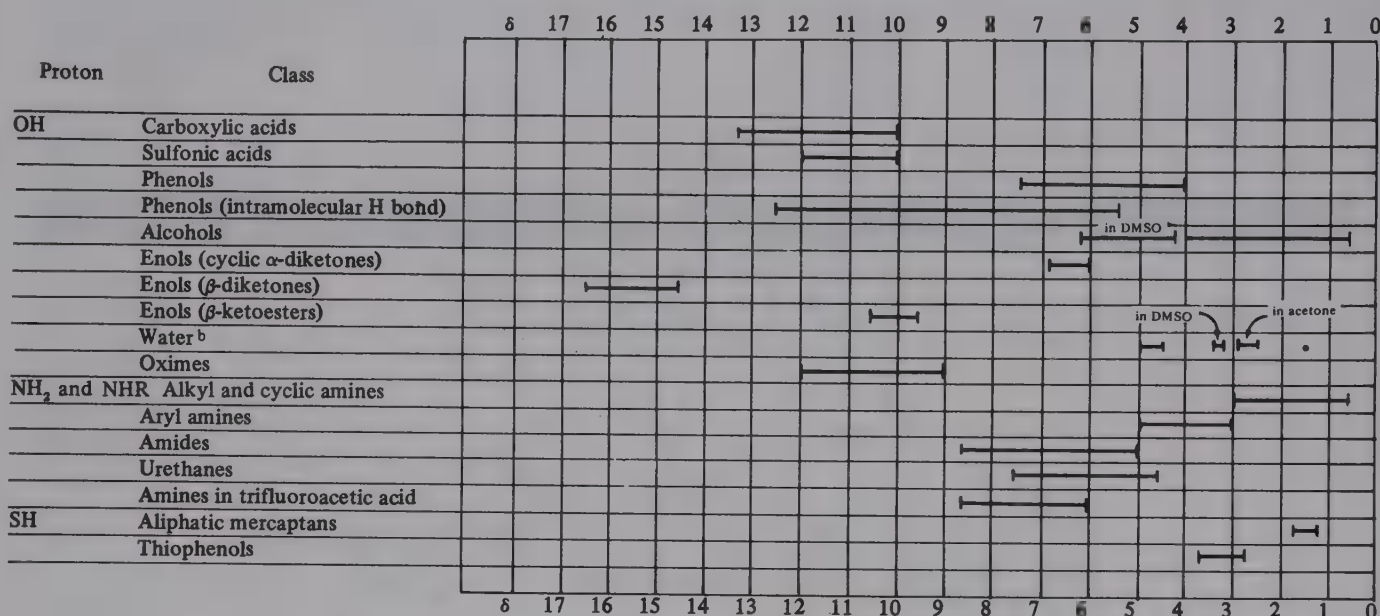 δ 17 16 15 14 13 12 11 10 9 8 7 6 5 4 3 2 1 0
Proton Class
OH Carboxylic acids
Sulfonic acids
Phenols
Phenols (intramolecular H bond)
Alcohols in DMSO
Enols (cyclic α-diketones)
Enols (β-diketones)
Enols (β-ketoesters)
in DMSO in acetone
Water b
Oximes
NH₂ and NHR Alkyl and cyclic amines
Aryl amines
Amides
Urethanes
Amines in trifluoroacetic acid
SH Aliphatic mercaptans
Thiophenols
δ 17 16 15 14 13 12 11 10 9 8 7 6 5 4 3 2 1 0